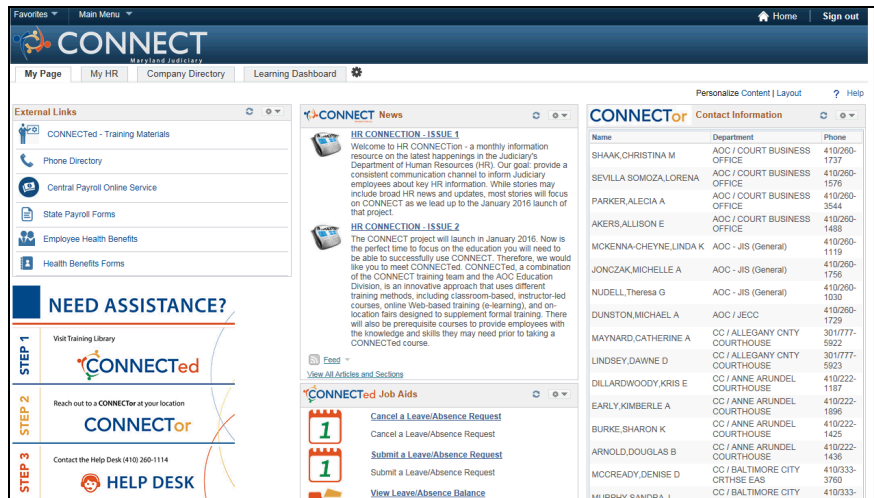 Favorites Main Menu Home Sign out
CONNECT
Maryland Judiciary
My Page My HR Company Directory Learning Dashboard
Personalize Content | Layout ? Help
External Links
CONNECTed - Training Materials
Phone Directory
Central Payroll Online Service
State Payroll Forms
Employee Health Benefits
Health Benefits Forms
NEED ASSISTANCE?
STEP 1
Visit Training Library
CONNECTed
STEP 2
Reach out to a CONNECTor at your location
CONNECTor
STEP 3
Contact the Help Desk (410) 260-1114
HELP DESK
CONNECT News
HR CONNECTION - ISSUE 1
Welcome to HR CONNECTion - a monthly information
resource on the latest happenings in the Judiciary's
Department of Human Resources (HR). Our goal: provide a
consistent communication channel to inform Judiciary
employees about key HR information. While stories may
include broad HR news and updates, most stories will focus
on CONNECT as we lead up to the January 2016 launch of
that project.
HR CONNECTION - ISSUE 2
The CONNECT project will launch in January 2016. Now is
the perfect time to focus on the education you will need to
be able to successfully use CONNECT. Therefore, we would
like you to meet CONNECTed. CONNECTed, a combination
of the CONNECT training team and the AOC Education
Division, is an innovative approach that uses different
training methods, including classroom-based, instructor-led
courses, online Web-based training (e-learning), and on-
location fairs designed to supplement formal training. There
will also be prerequisite courses to provide employees with
the knowledge and skills they may need prior to taking a
CONNECTed course.
Feed
View All Articles and Sections
CONNECTed Job Aids
1
Cancel a Leave/Absence Request
Cancel a Leave/Absence Request
1
Submit a Leave/Absence Request
Submit a Leave/Absence Request
View Leave/Absence Balance
CONNECTor Contact Information
Name Department Phone
SHAAK,CHRISTINA M AOC / COURT BUSINESS OFFICE 410/260-1737
SEVILLA SOMOZA,LORENA AOC / COURT BUSINESS OFFICE 410/260-1576
PARKER,ALECIA A AOC / COURT BUSINESS OFFICE 410/260-3544
AKERS,ALLISON E AOC / COURT BUSINESS OFFICE 410/260-1488
MCKENNA-CHEYNE,LINDA K AOC - JIS (General) 410/260-1119
JONCZAK,MICHELLE A AOC - JIS (General) 410/260-1756
NUDELL,Theresa G AOC - JIS (General) 410/260-1030
DUNSTON,MICHAEL A AOC / JECC 410/260-1729
MAYNARD,CATHERINE A CC / ALLEGANY CNTY COURTHOUSE 301/777-5922
LINDSEY,DAWNE D CC / ALLEGANY CNTY COURTHOUSE 301/777-5923
DILLARDWOODY,KRIS E CC / ANNE ARUNDEL COURTHOUSE 410/222-1187
EARLY,KIMBERLE A CC / ANNE ARUNDEL COURTHOUSE 410/222-1896
BURKE,SHARON K CC / ANNE ARUNDEL COURTHOUSE 410/222-1425
ARNOLD,DOUGLAS B CC / ANNE ARUNDEL COURTHOUSE 410/222-1436
MCCREADY,DENISE D CC / BALTIMORE CITY CRTHSE EAS 410/333-3760
MURPHY,SANDRA L CC / BALTIMORE CITY 410/333-